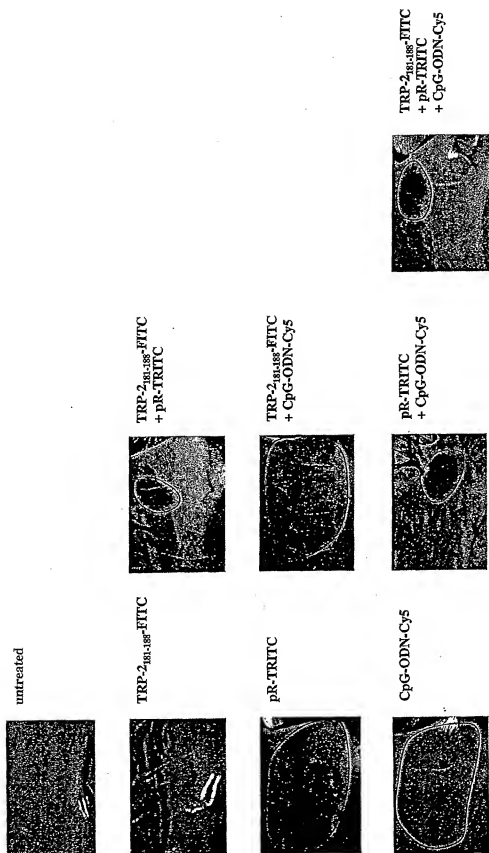 untreated
TRP-2₁₈₁₋₁₈₈-FITC
pR-TRITC
CpG-ODN-Cy5
TRP-2₁₈₁₋₁₈₈-FITC
+ pR-TRITC
TRP-2₁₈₁₋₁₈₈-FITC
+ CpG-ODN-Cy5
pR-TRITC
+ CpG-ODN-Cy5
TRP-2₁₈₁₋₁₈₈-FITC
+ pR-TRITC
+ CpG-ODN-Cy5